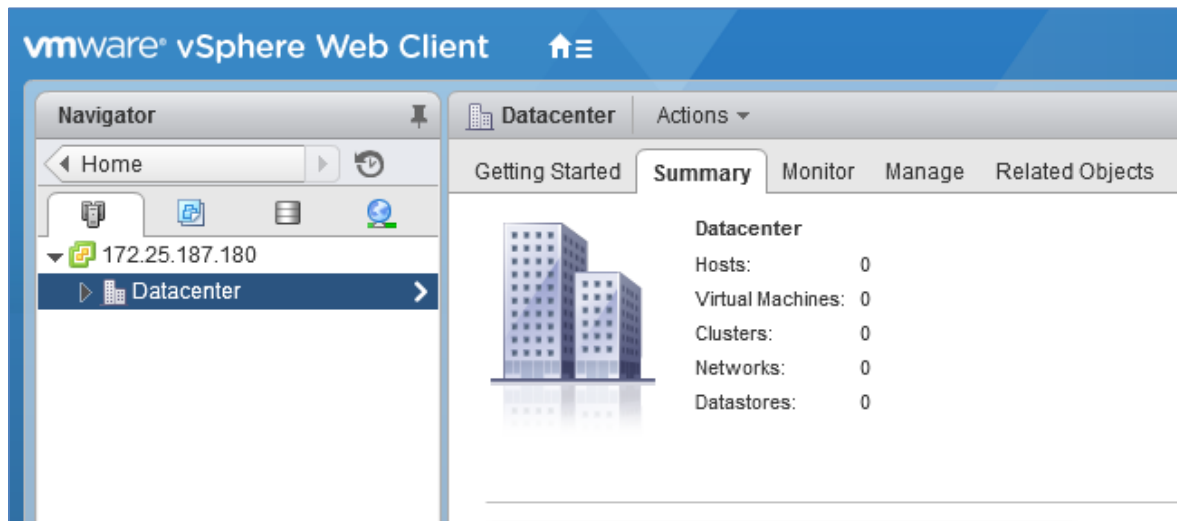 vmware® vSphere Web Client
Navigator
Home
172.25.187.180
Datacenter
Datacenter Actions
Getting Started Summary Monitor Manage Related Objects
Datacenter
Hosts: 0
Virtual Machines: 0
Clusters: 0
Networks: 0
Datastores: 0